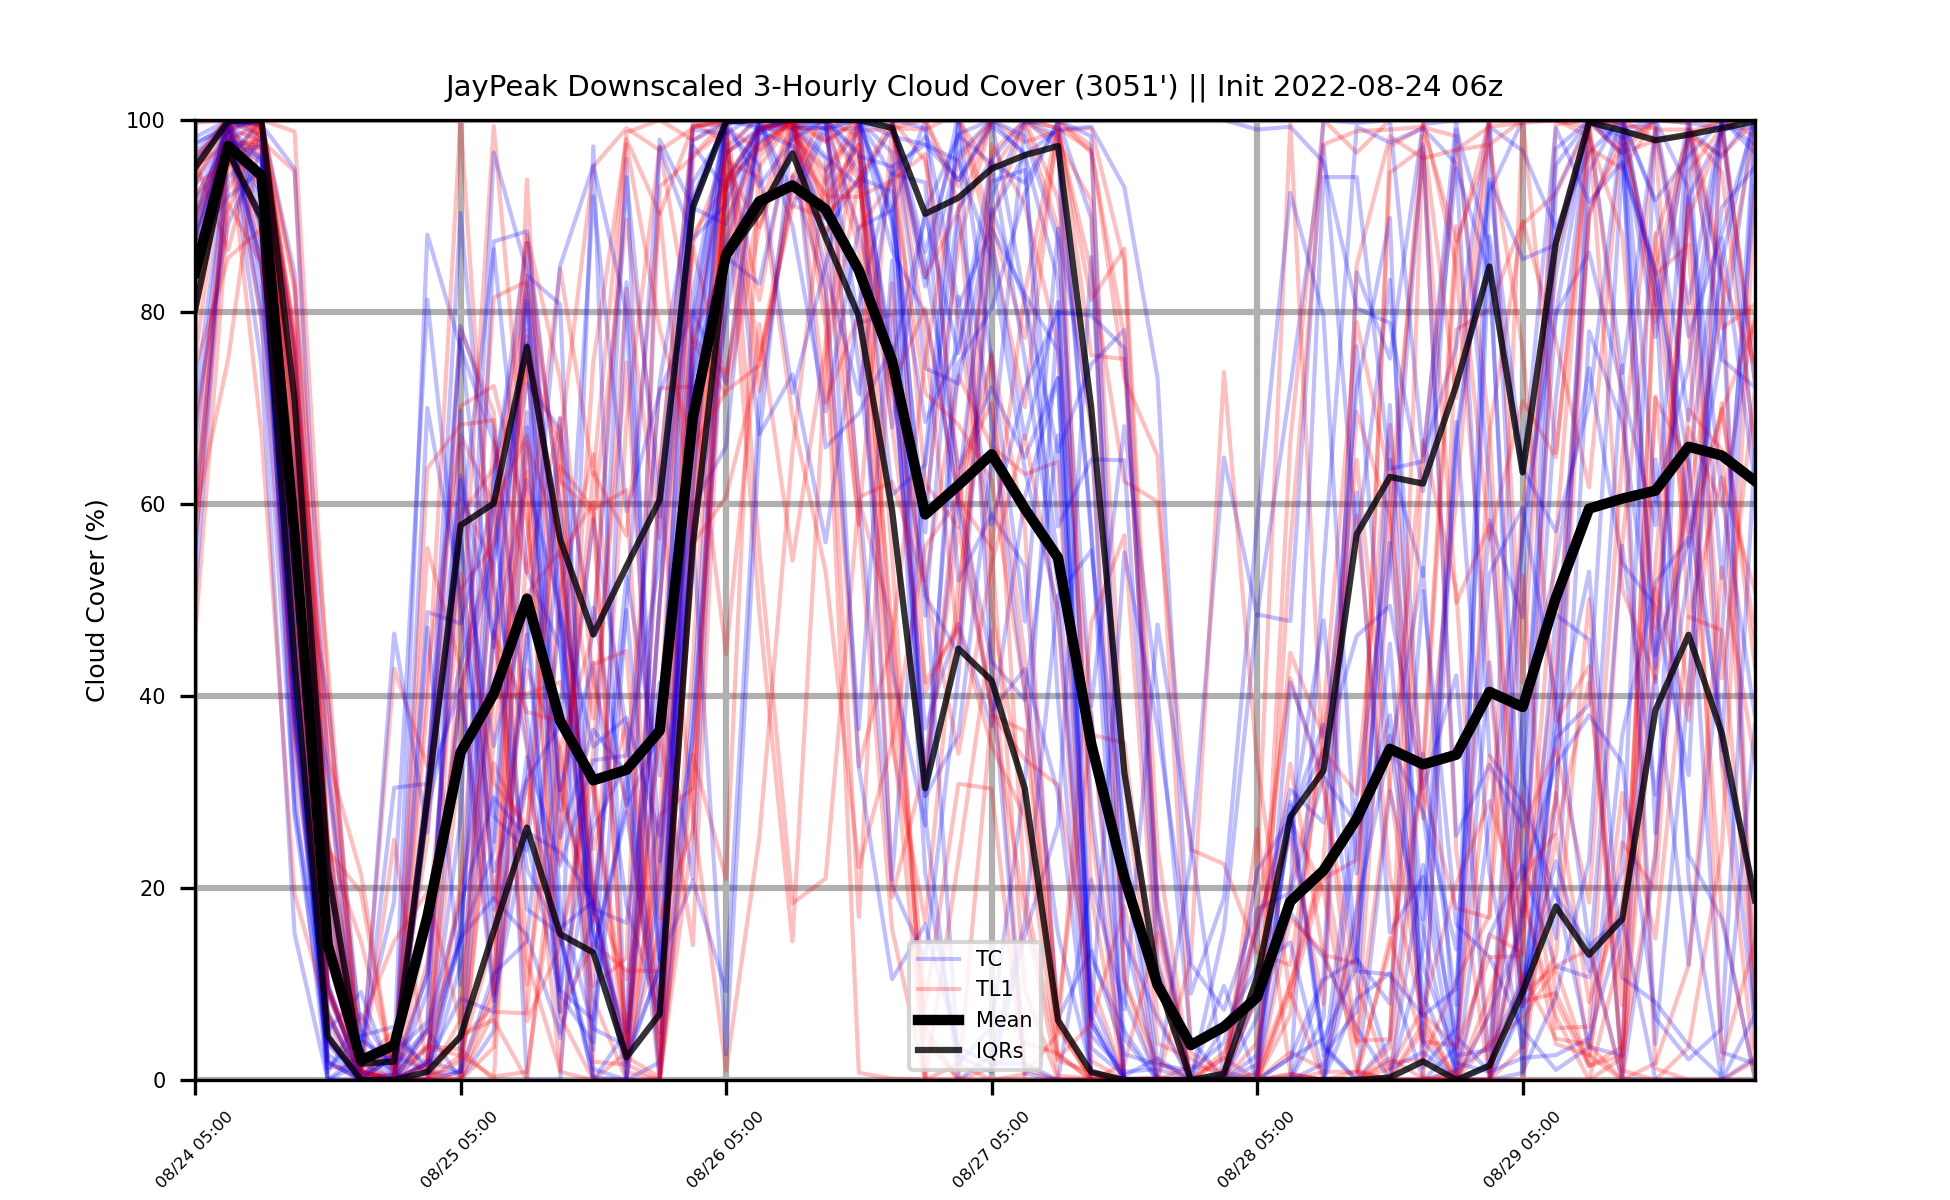 JayPeak Downscaled 3-Hourly Cloud Cover (3051') || Init 2022-08-24 06z
Cloud Cover (%)
100
80
60
40
20
0
TC
TL1
Mean
IQRs
08/24 05:00
08/25 05:00
08/26 05:00
08/27 05:00
08/28 05:00
08/29 05:00